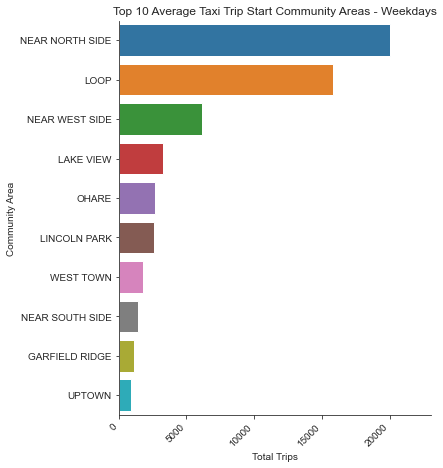 Top 10 Average Taxi Trip Start Community Areas - Weekdays
NEAR NORTH SIDE
LOOP
NEAR WEST SIDE
LAKE VIEW
OHARE
LINCOLN PARK
WEST TOWN
NEAR SOUTH SIDE
GARFIELD RIDGE
UPTOWN
Community Area
0
5000
10000
15000
20000
Total Trips